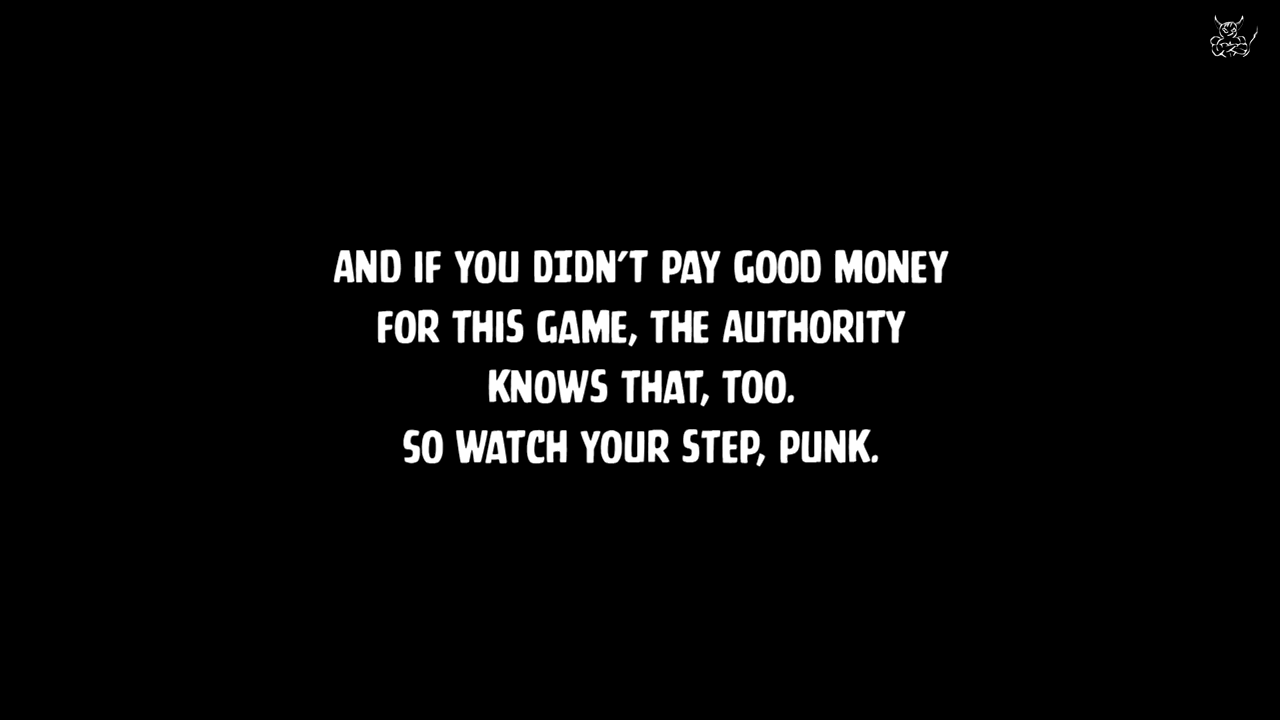 AND IF YOU DIDN'T PAY GOOD MONEY
FOR THIS GAME, THE AUTHORITY
KNOWS THAT, TOO.
SO WATCH YOUR STEP, PUNK.